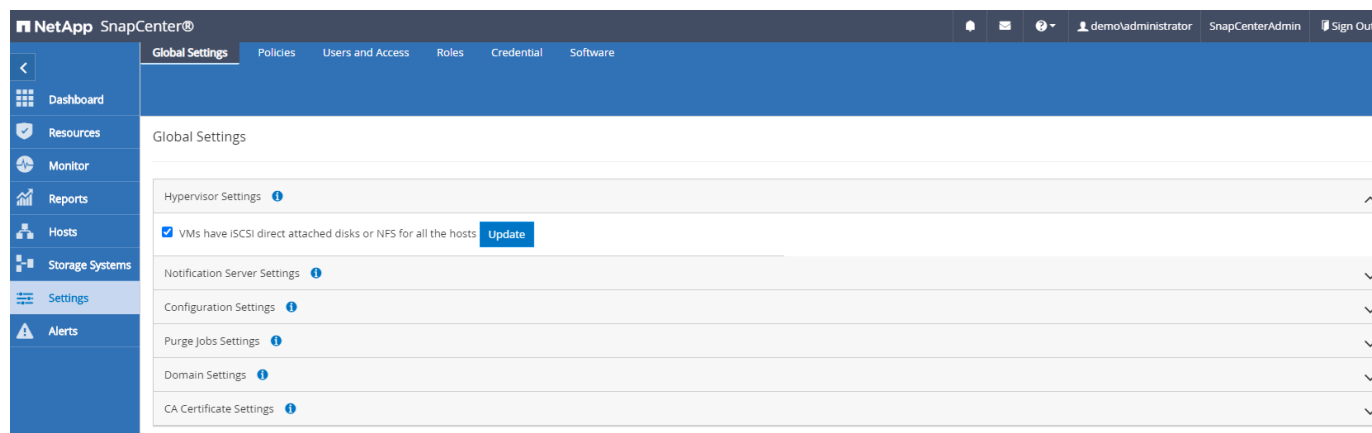 NetApp SnapCenter®
demo\administrator SnapCenterAdmin Sign Out
Global Settings Policies Users and Access Roles Credential Software
Dashboard
Resources
Monitor
Reports
Hosts
Storage Systems
Settings
Alerts
Global Settings
Hypervisor Settings
VMs have iSCSI direct attached disks or NFS for all the hosts Update
Notification Server Settings
Configuration Settings
Purge Jobs Settings
Domain Settings
CA Certificate Settings